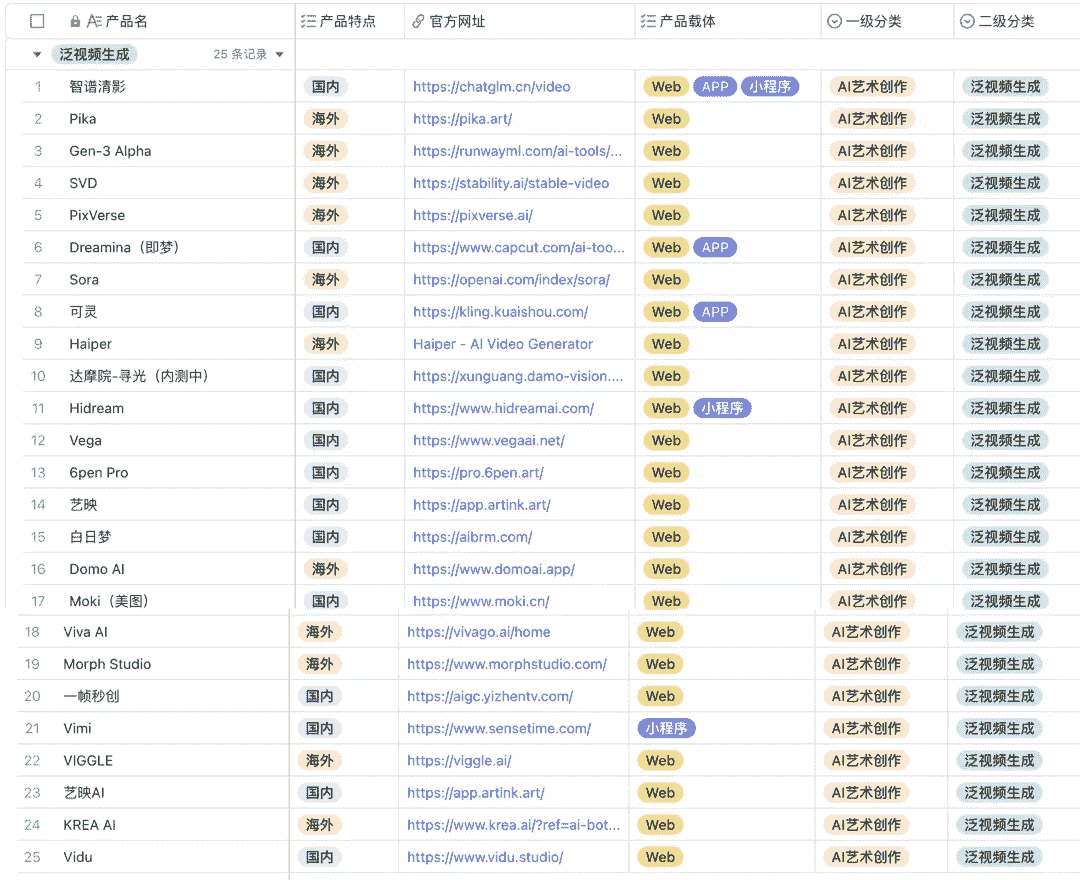 产品名 产品特点 官方网址 产品载体 一级分类 二级分类
泛视频生成 25 条记录
1 智谱清影 国内 https://chatglm.cn/video Web APP 小程序 AI艺术创作 泛视频生成
2 Pika 海外 https://pika.art/ Web AI艺术创作 泛视频生成
3 Gen-3 Alpha 海外 https://runwayml.com/ai-tools/... Web AI艺术创作 泛视频生成
4 SVD 海外 https://stability.ai/stable-video Web AI艺术创作 泛视频生成
5 PixVerse 海外 https://pixverse.ai/ Web AI艺术创作 泛视频生成
6 Dreamina（即梦） 国内 https://www.capcut.com/ai-too... Web APP AI艺术创作 泛视频生成
7 Sora 海外 https://openai.com/index/sora/ Web AI艺术创作 泛视频生成
8 可灵 国内 https://kling.kuaishou.com/ Web APP AI艺术创作 泛视频生成
9 Haiper 海外 Haiper - AI Video Generator Web AI艺术创作 泛视频生成
10 达摩院-寻光（内测中） 国内 https://xunguang.damo-vision.... Web AI艺术创作 泛视频生成
11 Hidream 国内 https://www.hidreamai.com/ Web 小程序 AI艺术创作 泛视频生成
12 Vega 国内 https://www.vegaai.net/ Web AI艺术创作 泛视频生成
13 6pen Pro 国内 https://pro.6pen.art/ Web AI艺术创作 泛视频生成
14 艺映 国内 https://app.artink.art/ Web AI艺术创作 泛视频生成
15 白日梦 国内 https://aibrm.com/ Web AI艺术创作 泛视频生成
16 Domo AI 海外 https://www.domoai.app/ Web AI艺术创作 泛视频生成
17 Moki（美图） 国内 https://www.moki.cn/ Web AI艺术创作 泛视频生成
18 Viva AI 海外 https://vivago.ai/home Web AI艺术创作 泛视频生成
19 Morph Studio 海外 https://www.morphstudio.com/ Web AI艺术创作 泛视频生成
20 一帧秒创 国内 https://aigc.yizhentv.com/ Web AI艺术创作 泛视频生成
21 Vimi 国内 https://www.sensetime.com/ 小程序 AI艺术创作 泛视频生成
22 VIGGLE 海外 https://viggle.ai/ Web AI艺术创作 泛视频生成
23 艺映AI 国内 https://app.artink.art/ Web AI艺术创作 泛视频生成
24 KREA AI 海外 https://www.krea.ai/?ref=ai-bot... Web AI艺术创作 泛视频生成
25 Vidu 国内 https://www.vidu.studio/ Web AI艺术创作 泛视频生成